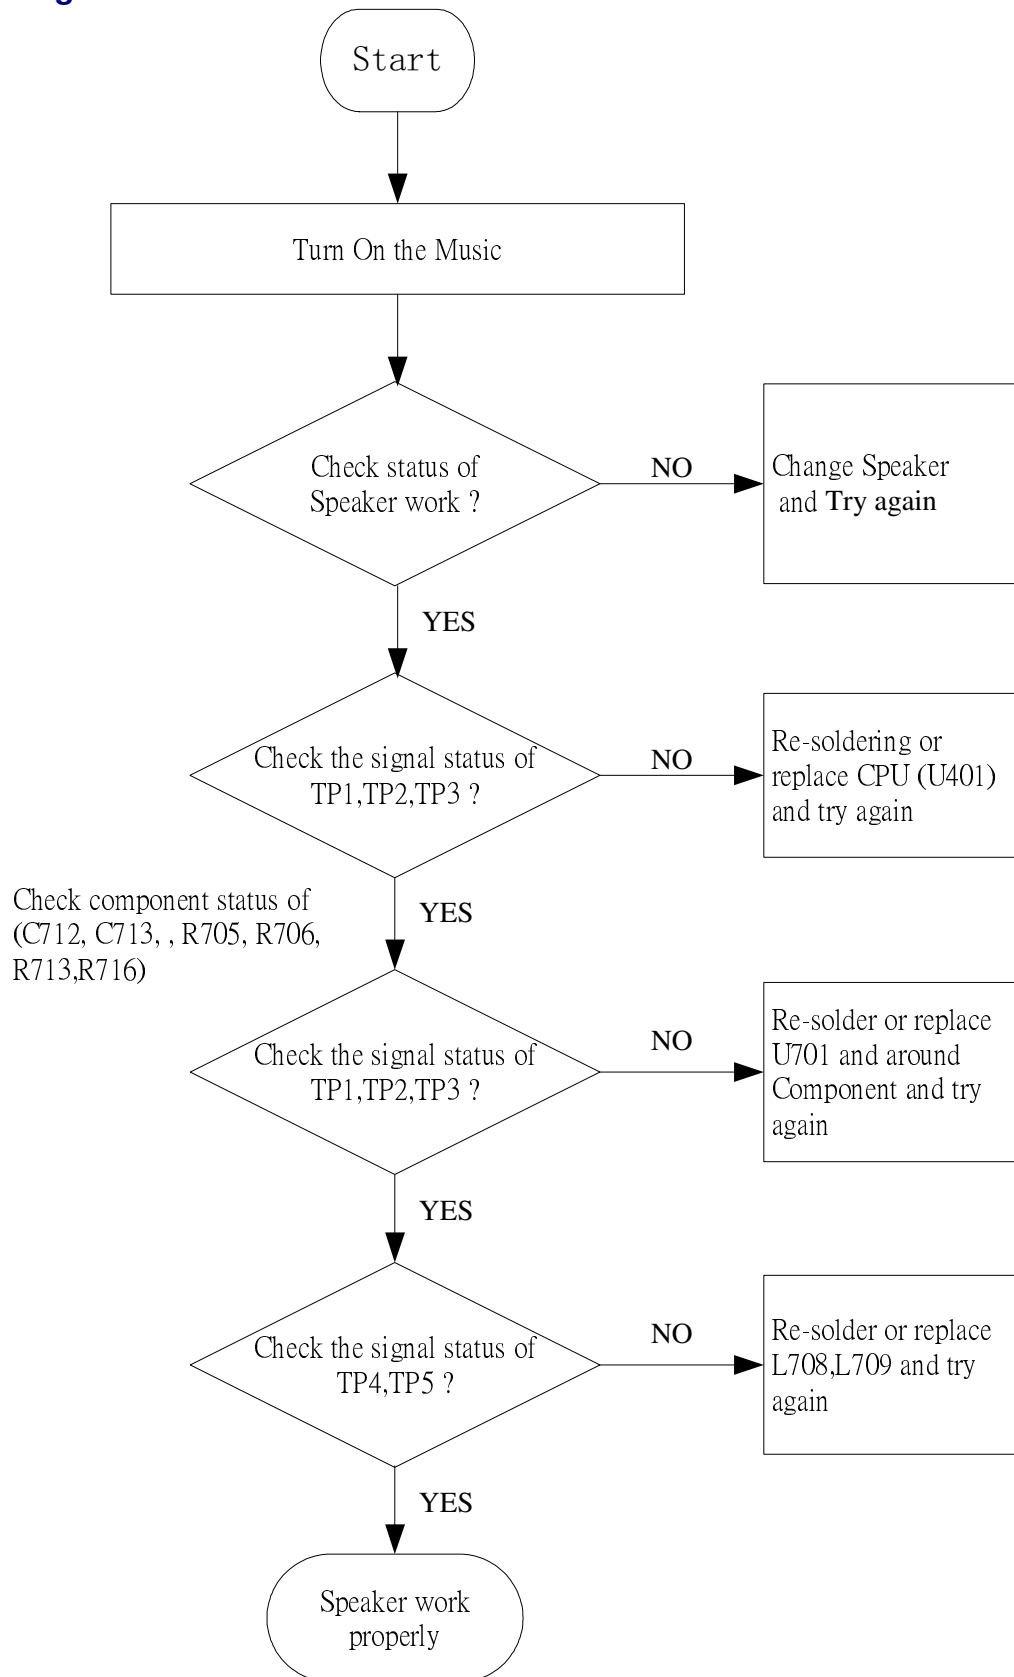 Start
Turn On the Music
Check status of
Speaker work ?
NO
Change Speaker
and Try again
YES
Check the signal status of
TP1,TP2,TP3 ?
NO
Re-soldering or
replace CPU (U401)
and try again
YES
Check component status of
(C712, C713, , R705, R706,
R713,R716)
Check the signal status of
TP1,TP2,TP3 ?
NO
Re-solder or replace
U701 and around
Component and try
again
YES
Check the signal status of
TP4,TP5 ?
NO
Re-solder or replace
L708,L709 and try
again
YES
Speaker work
properly